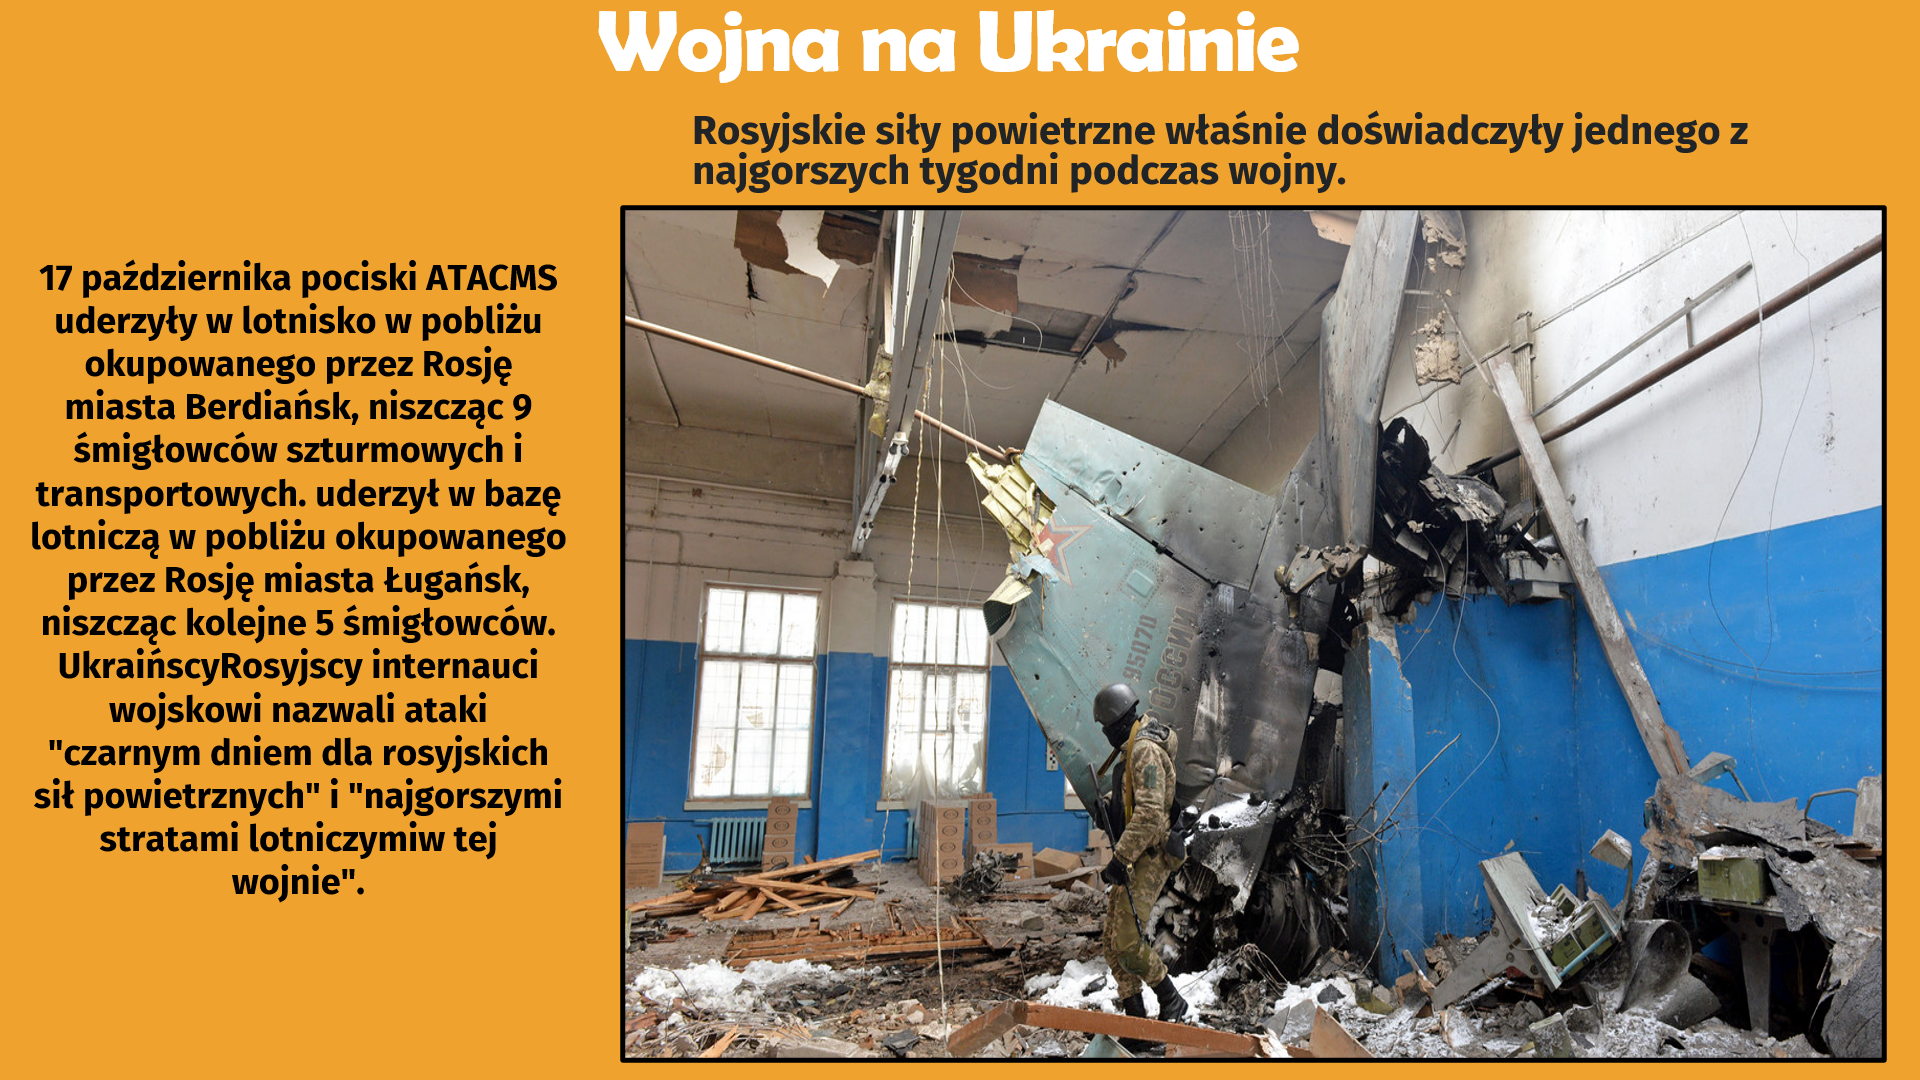 Wojna na Ukrainie
Rosyjskie siły powietrzne właśnie doświadczyły jednego z
najgorszych tygodni podczas wojny.
17 października pociski ATACMS
uderzyły w lotnisko w pobliżu
okupowanego przez Rosję
miasta Berdiańsk, niszcząc 9
śmigłowców szturmowych i
transportowych. uderzył w bazę
lotniczą w pobliżu okupowanego
przez Rosję miasta Ługańsk,
niszcząc kolejne 5 śmigłowców.
UkraińscyRosyjscy internauci
wojskowi nazwali ataki
"czarnym dniem dla rosyjskich
sił powietrznych" i "najgorszymi
stratami lotniczymiw tej
wojnie".
95070